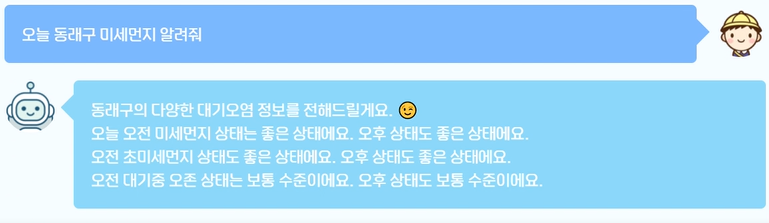 오늘 동래구 미세먼지 알려줘
동래구의 다양한 대기오염 정보를 전해드릴게요. 😉
오늘 오전 미세먼지 상태는 좋은 상태에요. 오후 상태도 좋은 상태에요.
오전 초미세먼지 상태도 좋은 상태에요. 오후 상태도 좋은 상태에요.
오전 대기중 오존 상태는 보통 수준이에요. 오후 상태도 보통 수준이에요.